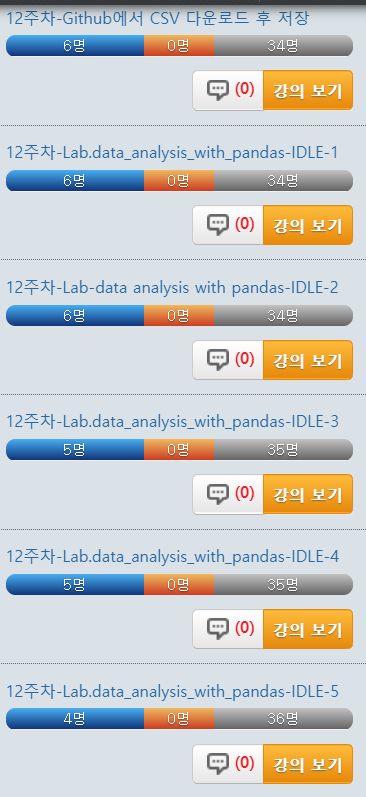 12주차-Github에서 CSV 다운로드 후 저장
6명 0명 34명
(0) 강의 보기
12주차-Lab.data_analysis_with_pandas-IDLE-1
6명 0명 34명
(0) 강의 보기
12주차-Lab-data analysis with pandas-IDLE-2
6명 0명 34명
(0) 강의 보기
12주차-Lab.data_analysis_with_pandas-IDLE-3
5명 0명 35명
(0) 강의 보기
12주차-Lab.data_analysis_with_pandas-IDLE-4
5명 0명 35명
(0) 강의 보기
12주차-Lab.data_analysis_with_pandas-IDLE-5
4명 0명 36명
(0) 강의 보기